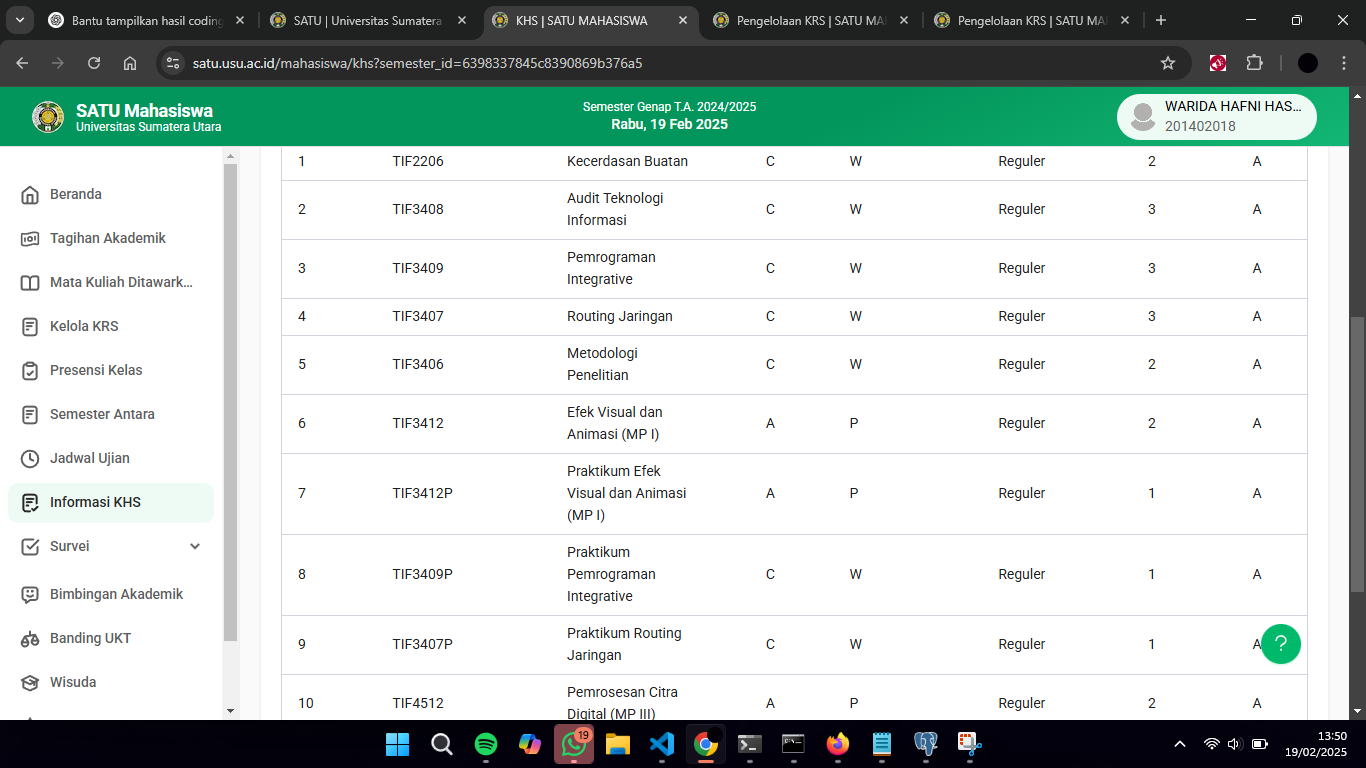 Bantu tampilkan hasil coding
SATU | Universitas Sumatera
KHS | SATU MAHASISWA
Pengelolaan KRS | SATU MA
Pengelolaan KRS | SATU MA
satu.usu.ac.id/mahasiswa/khs?semester_id=6398337845c8390869b376a5
SATU Mahasiswa
Universitas Sumatera Utara
Semester Genap T.A. 2024/2025
Rabu, 19 Feb 2025
WARIDA HAFNI HAS...
201402018
Beranda
Tagihan Akademik
Mata Kuliah Ditawark...
Kelola KRS
Presensi Kelas
Semester Antara
Jadwal Ujian
Informasi KHS
Survei
Bimbingan Akademik
Banding UKT
Wisuda
1 TIF2206 Kecerdasan Buatan C W Reguler 2 A
2 TIF3408 Audit Teknologi C W Reguler 3 A
Informasi
3 TIF3409 Pemrograman C W Reguler 3 A
Integrative
4 TIF3407 Routing Jaringan C W Reguler 3 A
5 TIF3406 Metodologi C W Reguler 2 A
Penelitian
6 TIF3412 Efek Visual dan A P Reguler 2 A
Animasi (MP I)
7 TIF3412P Praktikum Efek A P Reguler 1 A
Visual dan Animasi
(MP I)
8 TIF3409P Praktikum C W Reguler 1 A
Pemrograman
Integrative
9 TIF3407P Praktikum Routing C W Reguler 1 A
Jaringan
?
10 TIF4512 Pemrosesan Citra A P Reguler 2 A
Digital (MP III)
19
13:50
19/02/2025